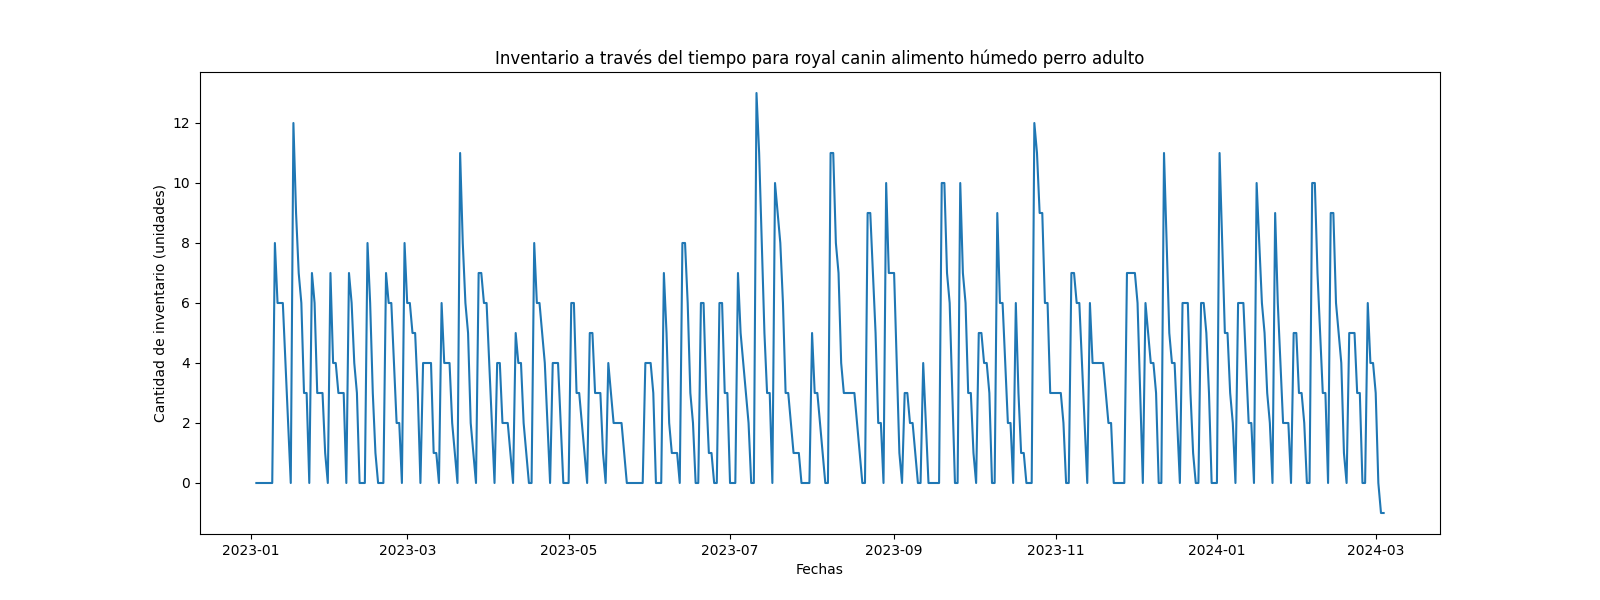 Inventario a través del tiempo para royal canin alimento húmedo perro adulto
Cantidad de inventario (unidades)
12
10
8
6
4
2
0
2023-01 2023-03 2023-05 2023-07 2023-09 2023-11 2024-01 2024-03
Fechas